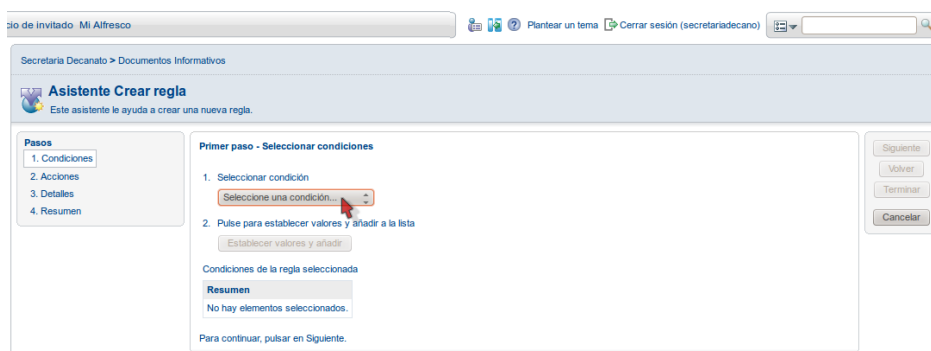 cio de invitado Mi Alfresco
Plantear un tema Cerrar sesión (secretariadecano)
Secretaria Decanato > Documentos Informativos
Asistente Crear regla
Este asistente le ayuda a crear una nueva regla.
Pasos
1. Condiciones
2. Acciones
3. Detalles
4. Resumen
Primer paso - Seleccionar condiciones
1. Seleccionar condición
Seleccione una condición...
2. Pulse para establecer valores y añadir a la lista
Establecer valores y añadir
Condiciones de la regla seleccionada
Resumen
No hay elementos seleccionados.
Para continuar, pulsar en Siguiente.
Siguiente
Volver
Terminar
Cancelar